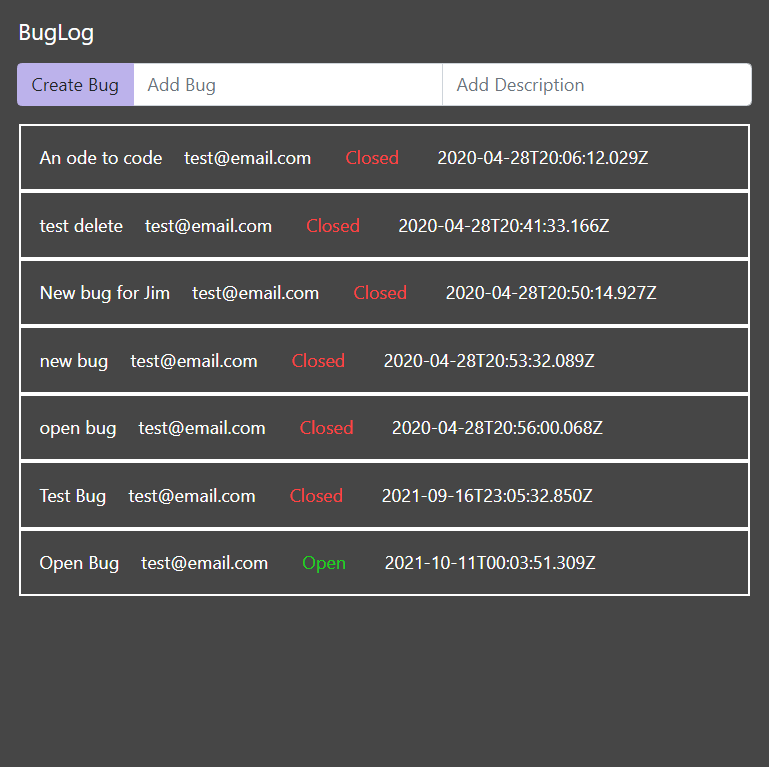 BugLog
Create Bug Add Bug Add Description
An ode to code test@email.com Closed 2020-04-28T20:06:12.029Z
test delete test@email.com Closed 2020-04-28T20:41:33.166Z
New bug for Jim test@email.com Closed 2020-04-28T20:50:14.927Z
new bug test@email.com Closed 2020-04-28T20:53:32.089Z
open bug test@email.com Closed 2020-04-28T20:56:00.068Z
Test Bug test@email.com Closed 2021-09-16T23:05:32.850Z
Open Bug test@email.com Open 2021-10-11T00:03:51.309Z